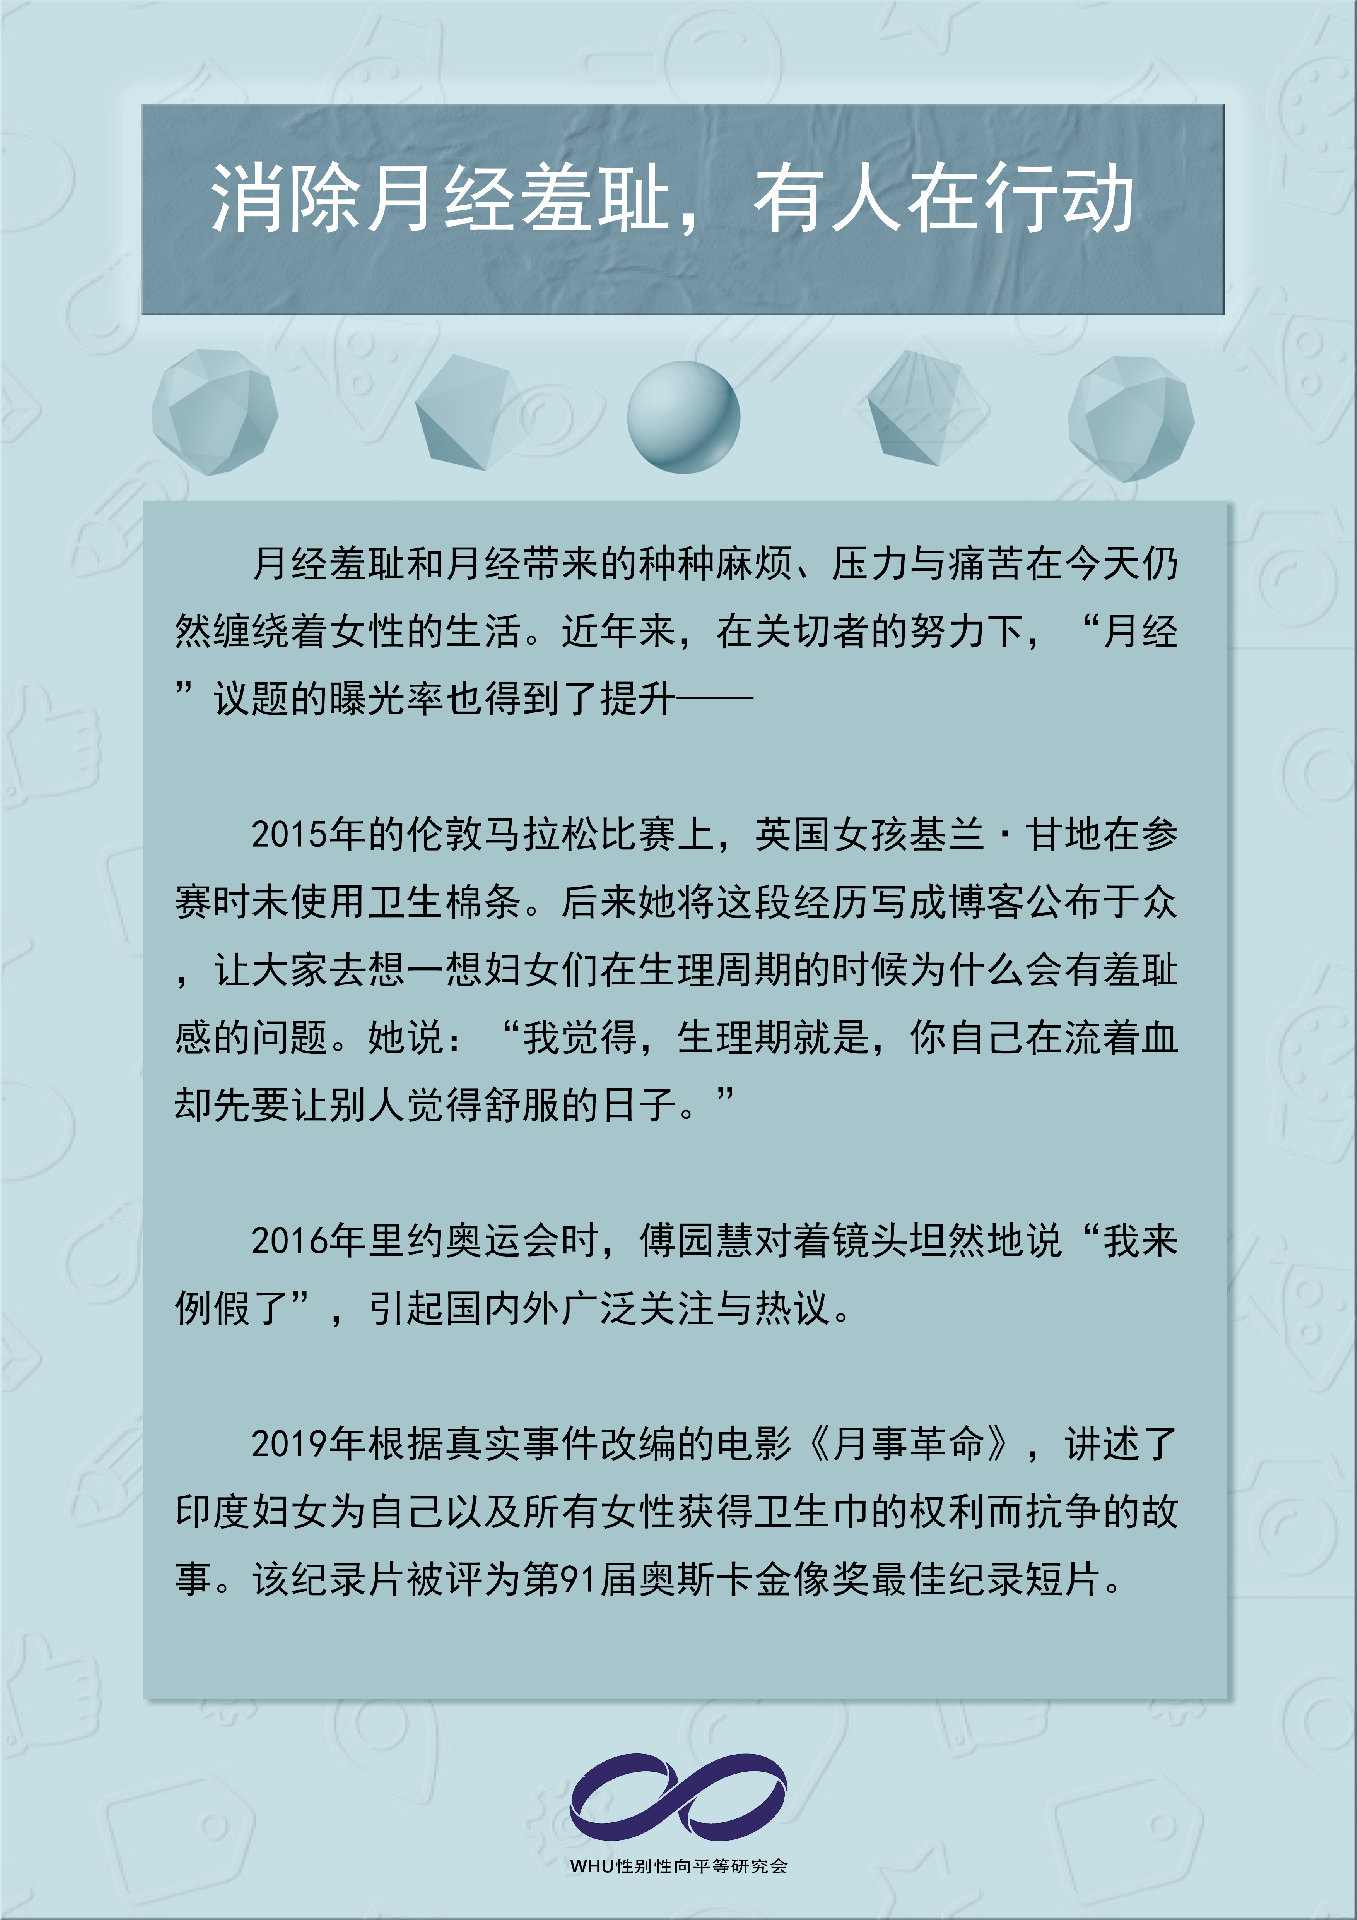 消除月经羞耻，有人在行动
月经羞耻和月经带来的种种麻烦、压力与痛苦在今天仍
然缠绕着女性的生活。近年来，在关切者的努力下，“月经
”议题的曝光率也得到了提升——
2015年的伦敦马拉松比赛上，英国女孩基兰·甘地在参
赛时未使用卫生棉条。后来她将这段经历写成博客公布于众
，让大家去想一想妇女们在生理周期的时候为什么会有羞耻
感的问题。她说：“我觉得，生理期就是，你自己在流着血
却先要让别人觉得舒服的日子。”
2016年里约奥运会时，傅园慧对着镜头坦然地说“我来
例假了”，引起国内外广泛关注与热议。
2019年根据真实事件改编的电影《月事革命》，讲述了
印度妇女为自己以及所有女性获得卫生巾的权利而抗争的故
事。该纪录片被评为第91届奥斯卡金像奖最佳纪录短片。
WHU性别性向平等研究会